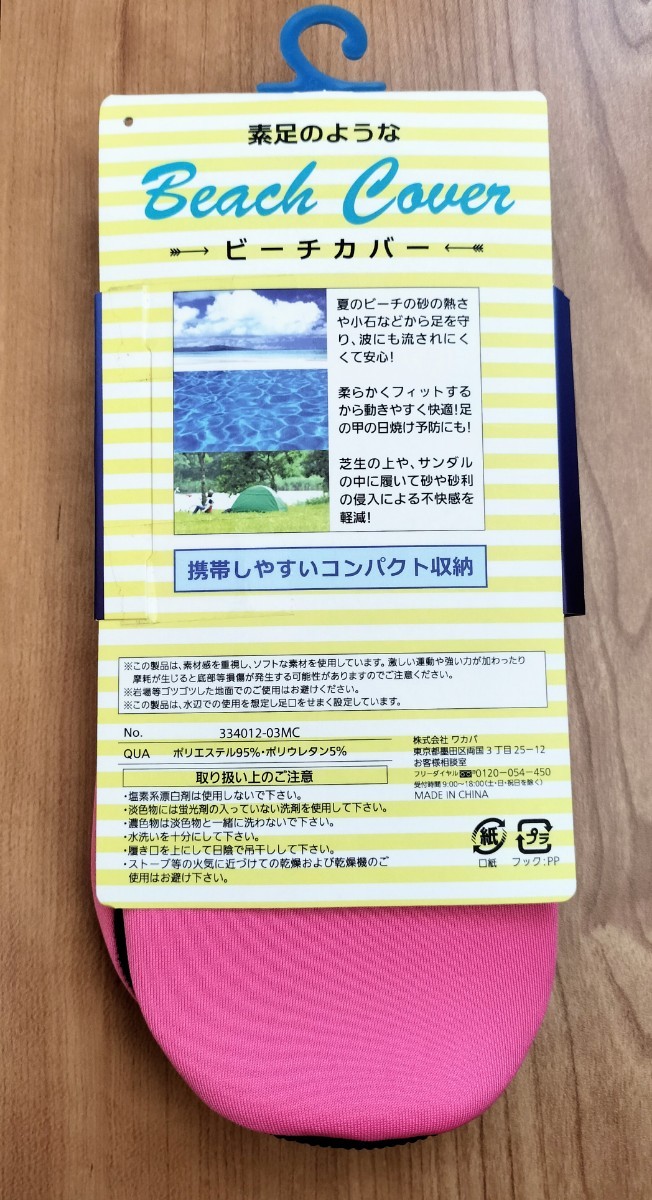 素足のような
Beach Cover
ビーチカバー
夏のビーチの砂の熱さ
や小石などから足を守
り、波にも流されにく
くて安心!
柔らかくフィットする
から動きやすく快適!足
の甲の日焼け予防にも!
芝生の上や、サンダル
の中に履いて砂や砂利
の侵入による不快感を
軽減!
携帯しやすいコンパクト収納
※この製品は、素材感を重視し、ソフトな素材を使用しています。激しい運動や強い力が加わったり
摩耗が生じると底部等損傷が発生する可能性がありますのでご注意ください。
※岩場等ゴツゴツした地面でのご使用はお避けください。
※この製品は、水辺での使用を想定し足口をせまく設定しています。
No. 334012-03MC
QUA ポリエステル95%・ポリウレタン5%
取り扱い上のご注意
・塩素系漂白剤は使用しないで下さい。
・淡色物には蛍光剤の入っていない洗剤を使用して下さい。
・濃色物は淡色物と一緒に洗わないで下さい。
・水洗いを十分にして下さい。
・履き口を上にして日陰で吊干しして下さい。
・ストーブ等の火気に近づけての乾燥および乾燥機のご
使用はお避け下さい。
株式会社 ワカバ
東京都墨田区両国3丁目25-12
お客様相談室
フリーダイヤル 0120-054-450
受付時間 9:00~18:00(土・日・祝日を除く)
MADE IN CHINA
紙 プラ
口紙 フック:PP